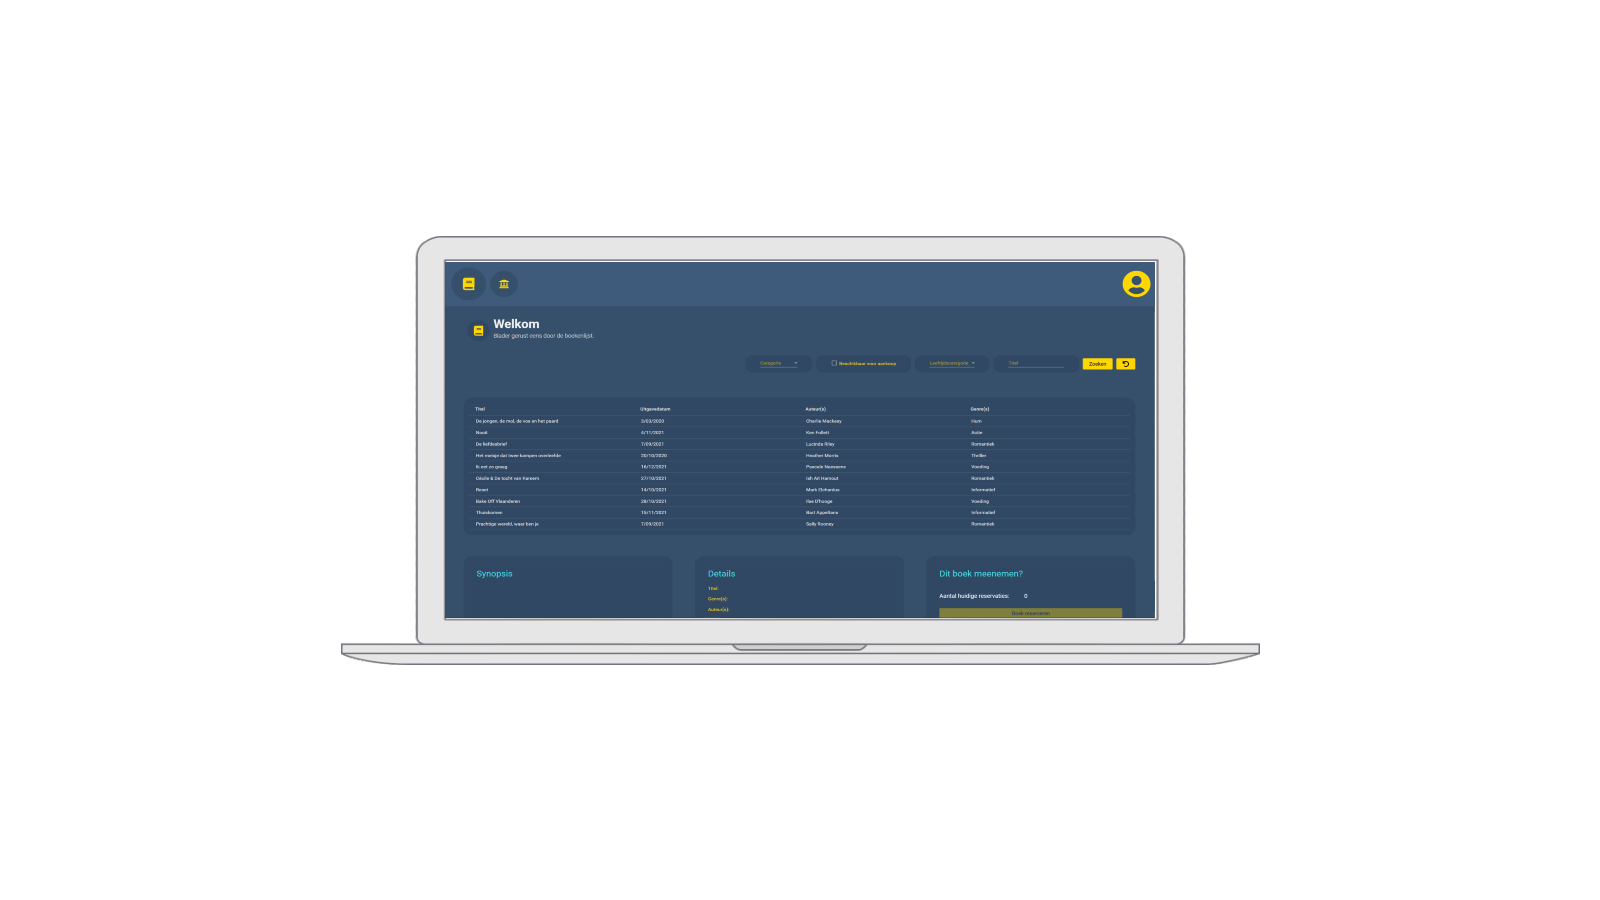 Welkom
Blader gerust eens door de boekenlijst.
Categorie Beschikbaar voor aankoop Leeftijdscategorie Titel Zoeken
Titel Uitgavedatum Auteur(s) Genre(s)
De jongen, de mol, de vos en het paard 3/03/2020 Charlie Mackesy Hum
Nooit 4/11/2021 Ken Follett Actie
De liefdesbrief 7/09/2021 Lucinda Riley Romantiek
Het meisje dat twee kampen overleefde 20/10/2020 Heather Morris Thriller
Ik eet zo graag 16/12/2021 Pascale Naessens Voeding
Cécile & De tocht van Kareem 27/10/2021 Ish Ait Hamout Romantiek
Reset 14/10/2021 Mark Elchardus Informatief
Bake Off Vlaanderen 28/10/2021 Ilse D'hooge Voeding
Thuiskomen 15/11/2021 Bart Appeltans Informatief
Prachtige wereld, waar ben je 7/09/2021 Sally Rooney Romantiek
Synopsis Details Dit boek meenemen?
Titel:
Genre(s): Aantal huidige reservaties: 0
Auteur(s):
Boek reserveren